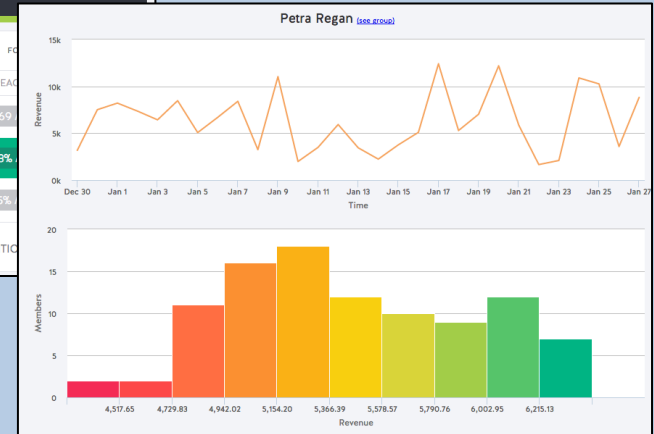 Petra Regan (see group)
15k
10k
5k
0k
Revenue
Dec 30 Jan 1 Jan 3 Jan 5 Jan 7 Jan 9 Jan 11 Jan 13 Jan 15 Jan 17 Jan 19 Jan 21 Jan 23 Jan 25 Jan 27
Time
20
15
10
5
0
Members
4,517.65 4,729.83 4,942.02 5,154.20 5,366.39 5,578.57 5,790.76 6,002.95 6,215.13
Revenue